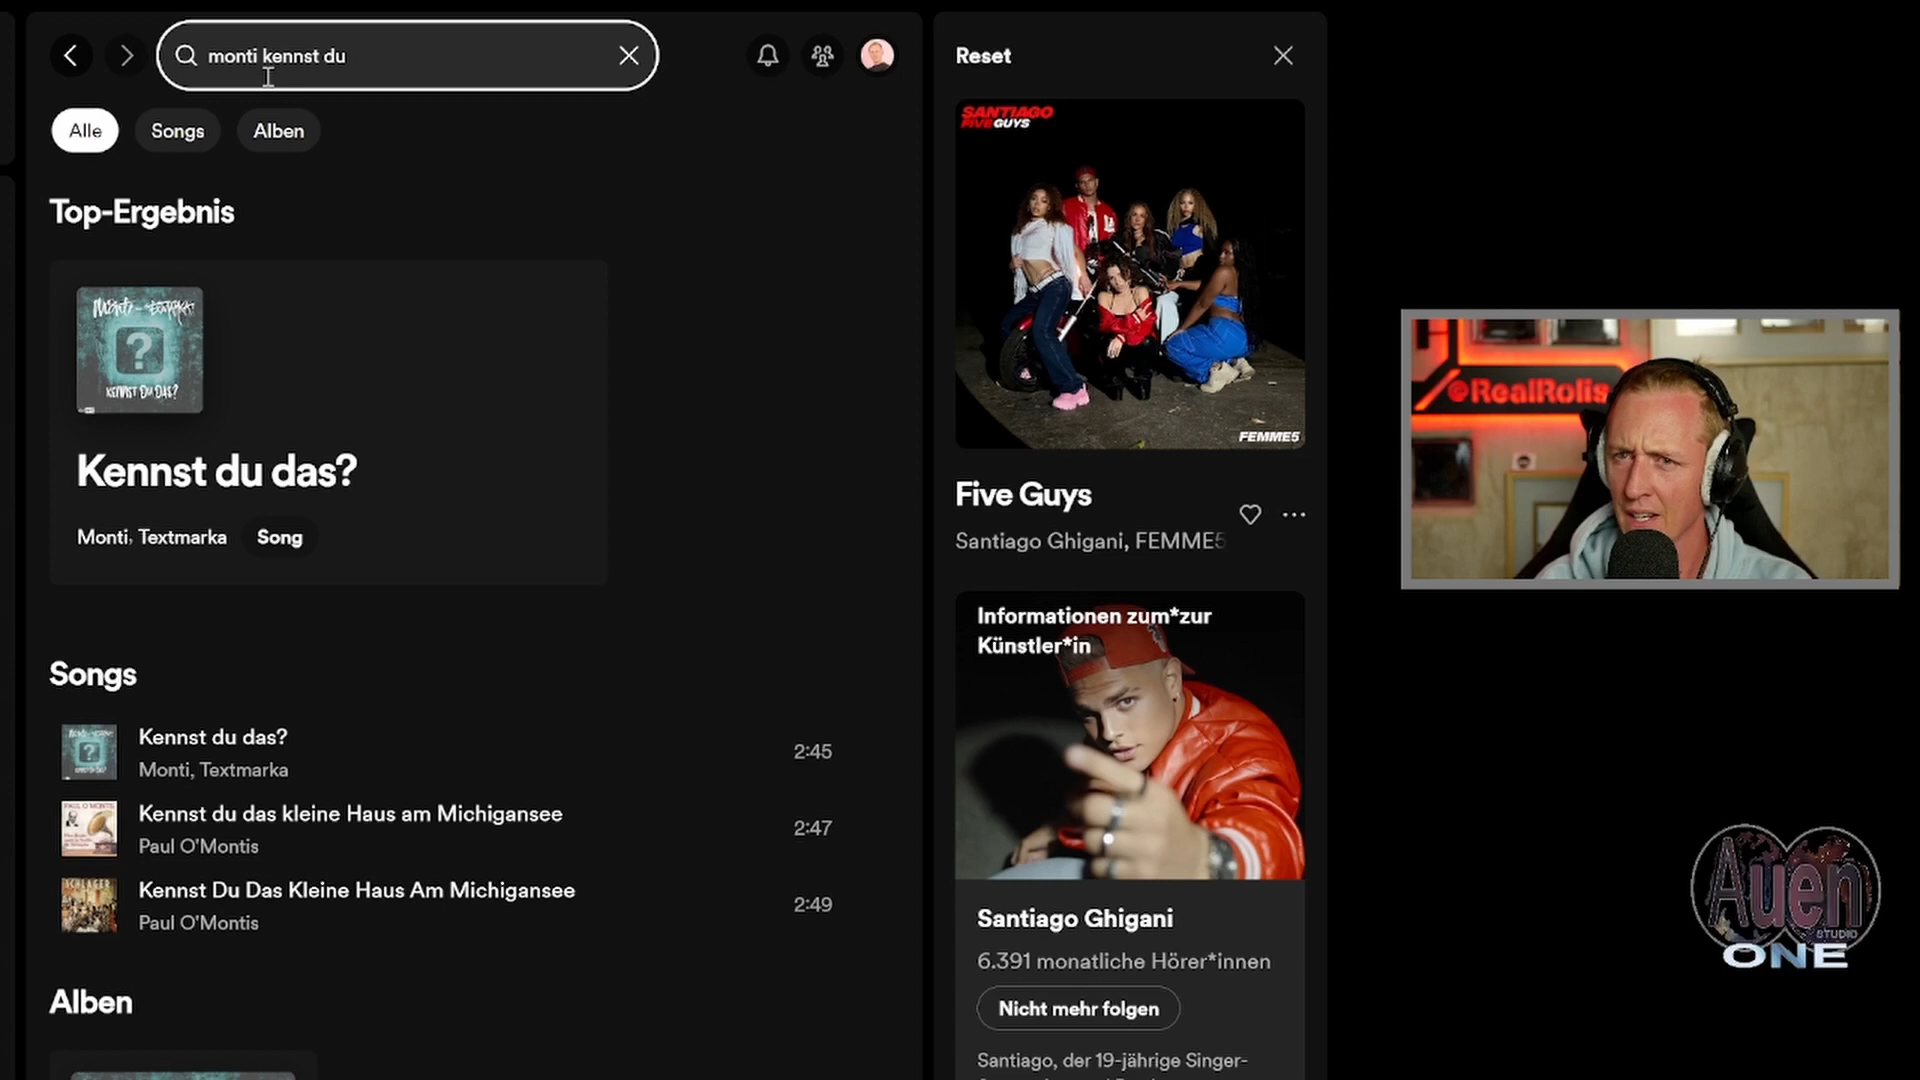 monti kennst du
Alle
Songs
Alben
Top-Ergebnis
Monti
KENNST DU DAS?
Kennst du das?
Monti, Textmarka
Song
Songs
Kennst du das?
Monti, Textmarka
2:45
Kennst du das kleine Haus am Michigansee
Paul O'Montis
2:47
Kennst Du Das Kleine Haus Am Michigansee
Paul O'Montis
2:49
Alben
Reset
SANTIAGO
FIVE GUYS
FEMME5
Five Guys
Santiago Ghigani, FEMME5
Informationen zum*zur
Künstler*in
Santiago Ghigani
6.391 monatliche Hörer*innen
Nicht mehr folgen
Santiago, der 19-jährige Singer-
@RealRolis
Auen
STUDIO
ONE